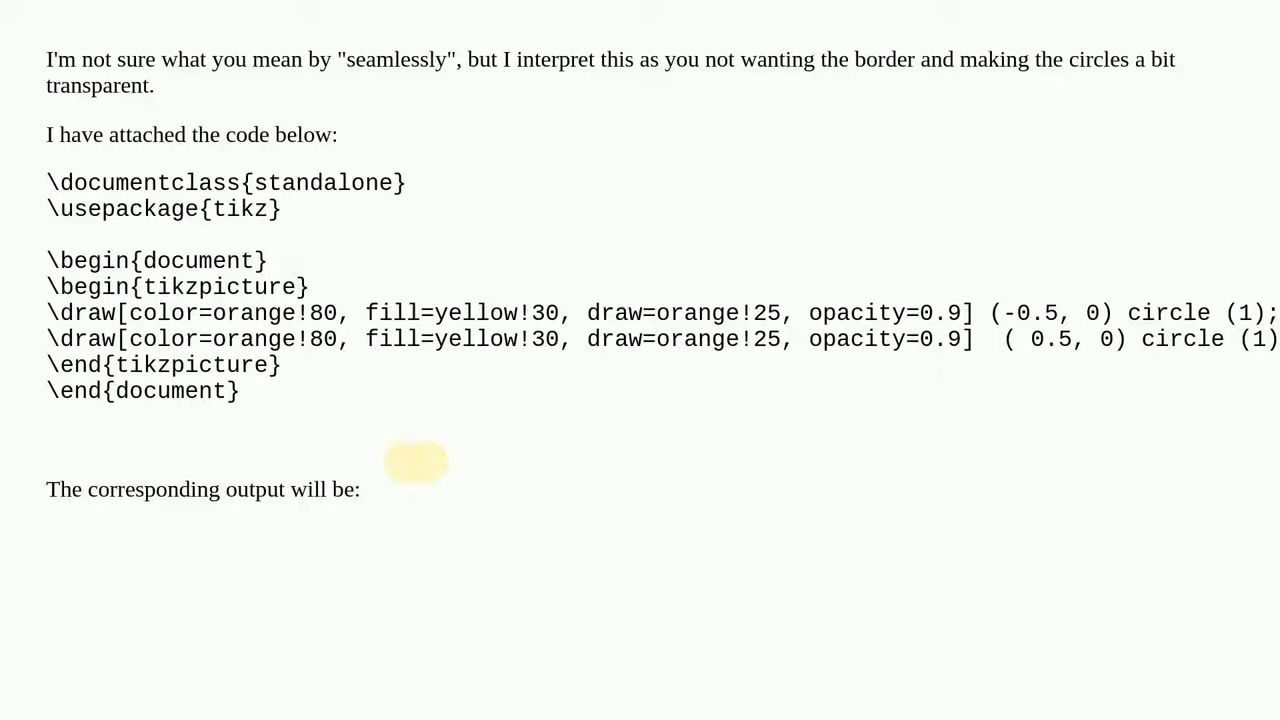 I'm not sure what you mean by "seamlessly", but I interpret this as you not wanting the border and making the circles a bit
transparent.
I have attached the code below:
\documentclass{standalone}
\usepackage{tikz}
\begin{document}
\begin{tikzpicture}
\draw[color=orange!80, fill=yellow!30, draw=orange!25, opacity=0.9] (-0.5, 0) circle (1);
\draw[color=orange!80, fill=yellow!30, draw=orange!25, opacity=0.9]  ( 0.5, 0) circle (1)
\end{tikzpicture}
\end{document}
The corresponding output will be: